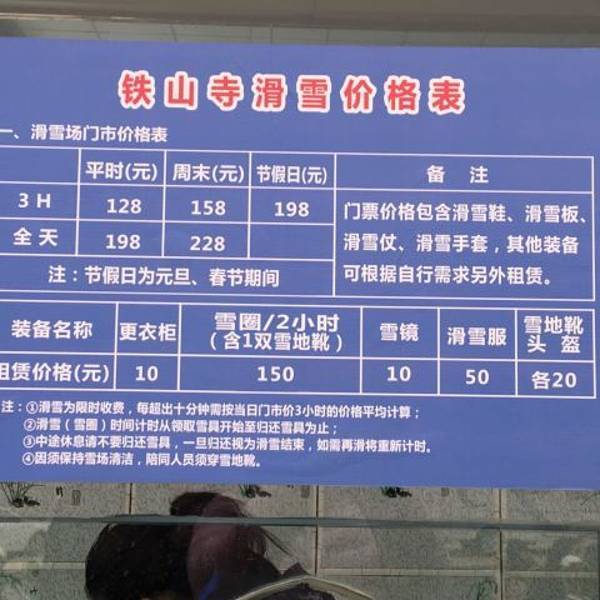 铁山寺滑雪价格表
一、滑雪场门市价格表
平时(元) 周末(元) 节假日(元) 备 注
3 H 128 158 198
全 天 198 228
门票价格包含滑雪鞋、滑雪板、
滑雪仗、滑雪手套，其他装备
可根据自行需求另外租赁。
注：节假日为元旦、春节期间
装备名称 更衣柜 雪圈/2小时 (含1双雪地靴) 雪镜 滑雪服 雪地靴 头 盔
租赁价格(元) 10 150 10 50 各20
注：①滑雪为限时收费，每超出十分钟需按当日门市价3小时的价格平均计算；
②滑雪（雪圈）时间计时从领取雪具开始至归还雪具为止；
③中途休息请不要归还雪具，一旦归还视为滑雪结束，如需再滑将重新计时。
④因须保持雪场清洁，陪同人员须穿雪地靴。